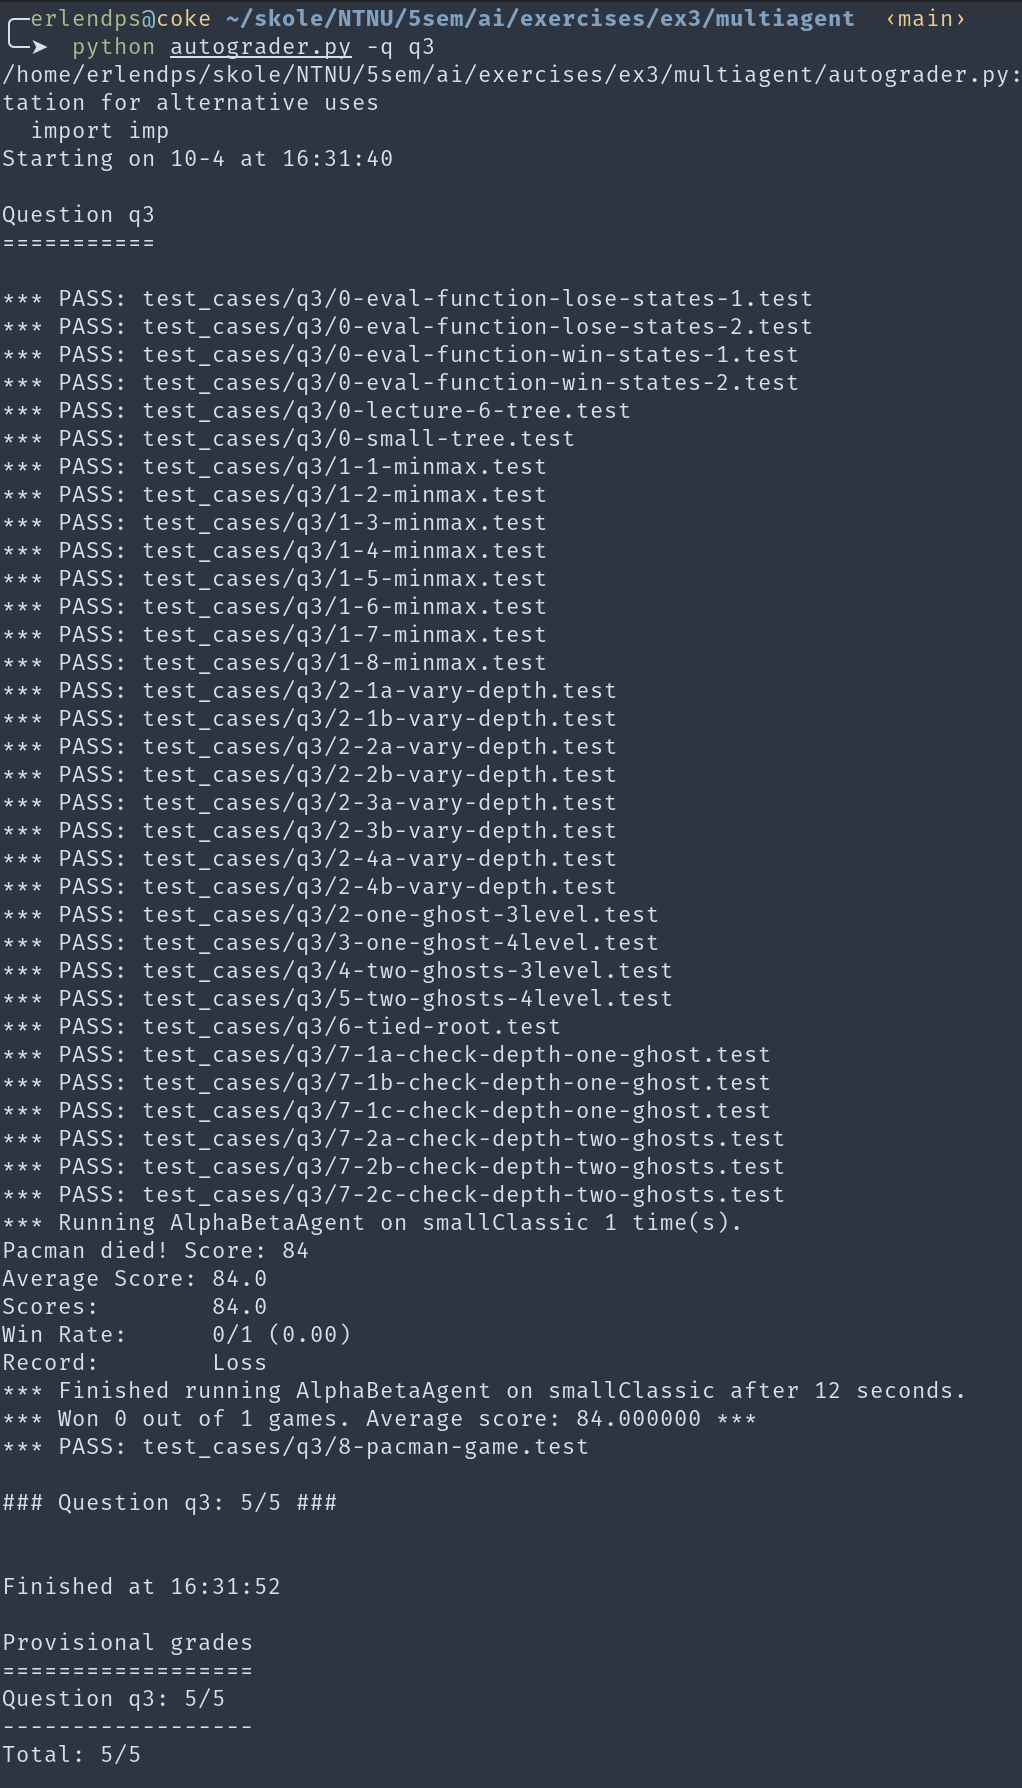 erlendps@coke ~/skole/NTNU/5sem/ai/exercises/ex3/multiagent ‹main›
➤ python autograder.py -q q3
/home/erlendps/skole/NTNU/5sem/ai/exercises/ex3/multiagent/autograder.py:
tation for alternative uses
  import imp
Starting on 10-4 at 16:31:40

Question q3
===========

*** PASS: test_cases/q3/0-eval-function-lose-states-1.test
*** PASS: test_cases/q3/0-eval-function-lose-states-2.test
*** PASS: test_cases/q3/0-eval-function-win-states-1.test
*** PASS: test_cases/q3/0-eval-function-win-states-2.test
*** PASS: test_cases/q3/0-lecture-6-tree.test
*** PASS: test_cases/q3/0-small-tree.test
*** PASS: test_cases/q3/1-1-minmax.test
*** PASS: test_cases/q3/1-2-minmax.test
*** PASS: test_cases/q3/1-3-minmax.test
*** PASS: test_cases/q3/1-4-minmax.test
*** PASS: test_cases/q3/1-5-minmax.test
*** PASS: test_cases/q3/1-6-minmax.test
*** PASS: test_cases/q3/1-7-minmax.test
*** PASS: test_cases/q3/1-8-minmax.test
*** PASS: test_cases/q3/2-1a-vary-depth.test
*** PASS: test_cases/q3/2-1b-vary-depth.test
*** PASS: test_cases/q3/2-2a-vary-depth.test
*** PASS: test_cases/q3/2-2b-vary-depth.test
*** PASS: test_cases/q3/2-3a-vary-depth.test
*** PASS: test_cases/q3/2-3b-vary-depth.test
*** PASS: test_cases/q3/2-4a-vary-depth.test
*** PASS: test_cases/q3/2-4b-vary-depth.test
*** PASS: test_cases/q3/2-one-ghost-3level.test
*** PASS: test_cases/q3/3-one-ghost-4level.test
*** PASS: test_cases/q3/4-two-ghosts-3level.test
*** PASS: test_cases/q3/5-two-ghosts-4level.test
*** PASS: test_cases/q3/6-tied-root.test
*** PASS: test_cases/q3/7-1a-check-depth-one-ghost.test
*** PASS: test_cases/q3/7-1b-check-depth-one-ghost.test
*** PASS: test_cases/q3/7-1c-check-depth-one-ghost.test
*** PASS: test_cases/q3/7-2a-check-depth-two-ghosts.test
*** PASS: test_cases/q3/7-2b-check-depth-two-ghosts.test
*** PASS: test_cases/q3/7-2c-check-depth-two-ghosts.test
*** Running AlphaBetaAgent on smallClassic 1 time(s).
Pacman died! Score: 84
Average Score: 84.0
Scores:        84.0
Win Rate:      0/1 (0.00)
Record:        Loss
*** Finished running AlphaBetaAgent on smallClassic after 12 seconds.
*** Won 0 out of 1 games. Average score: 84.000000 ***
*** PASS: test_cases/q3/8-pacman-game.test

### Question q3: 5/5 ###


Finished at 16:31:52

Provisional grades
==================
Question q3: 5/5
------------------
Total: 5/5